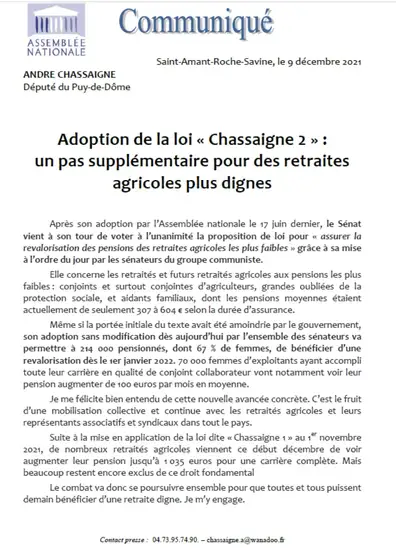 Communiqué
ASSEMBLÉE
NATIONALE
Saint-Amant-Roche-Savine, le 9 décembre 2021
ANDRE CHASSAIGNE
Député du Puy-de-Dôme
Adoption de la loi « Chassaigne 2 » :
un pas supplémentaire pour des retraites
agricoles plus dignes
Après son adoption par l'Assemblée nationale le 17 juin dernier, le Sénat
vient à son tour de voter à l'unanimité la proposition de loi pour « assurer la
revalorisation des pensions des retraites agricoles les plus faibles » grâce à sa mise
à l'ordre du jour par les sénateurs du groupe communiste.
Elle concerne les retraités et futurs retraités agricoles aux pensions les plus
faibles : conjoints et surtout conjointes d'agriculteurs, grandes oubliées de la
protection sociale, et aidants familiaux, dont les pensions moyennes étaient
actuellement de seulement 307 à 604 € selon la durée d'assurance.
Même si la portée initiale du texte avait été amoindrie par le gouvernement,
son adoption sans modification dès aujourd'hui par l'ensemble des sénateurs va
permettre à 214 000 pensionnés, dont 67 % de femmes, de bénéficier d'une
revalorisation dès le 1er janvier 2022. 70 000 femmes d'exploitants ayant accompli
toute leur carrière en qualité de conjoint collaborateur vont notamment voir leur
pension augmenter de 100 euros par mois en moyenne.
Je me félicite bien entendu de cette nouvelle avancée concrète. C'est le fruit
d'une mobilisation collective et continue avec les retraités agricoles et leurs
représentants associatifs et syndicaux dans tout le pays.
Suite à la mise en application de la loi dite « Chassaigne 1 » au 1er novembre
2021, de nombreux retraités agricoles viennent ce début décembre de voir
augmenter leur pension jusqu'à 1 035 euros pour une carrière complète. Mais
beaucoup restent encore exclus de ce droit fondamental
Le combat va donc se poursuivre ensemble pour que toutes et tous puissent
demain bénéficier d'une retraite digne. Je m'y engage.
Contact presse : 04.73.95.74.90. – chassaigne.a@wanadoo.fr